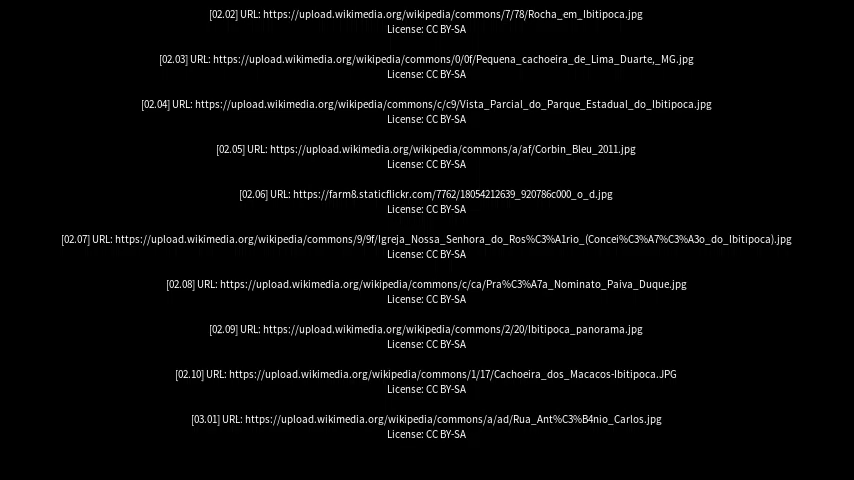 [02.02] URL: https://upload.wikimedia.org/wikipedia/commons/7/78/Rocha_em_Ibitipoca.jpg
License: CC BY-SA
[02.03] URL: https://upload.wikimedia.org/wikipedia/commons/0/0f/Pequena_cachoeira_de_Lima_Duarte,_MG.jpg
License: CC BY-SA
[02.04] URL: https://upload.wikimedia.org/wikipedia/commons/c/c9/Vista_Parcial_do_Parque_Estadual_do_Ibitipoca.jpg
License: CC BY-SA
[02.05] URL: https://upload.wikimedia.org/wikipedia/commons/a/af/Corbin_Bleu_2011.jpg
License: CC BY-SA
[02.06] URL: https://farm8.staticflickr.com/7762/18054212639_920786c000_o_d.jpg
License: CC BY-SA
[02.07] URL: https://upload.wikimedia.org/wikipedia/commons/9/9f/Igreja_Nossa_Senhora_do_Ros%C3%A1rio_(Concei%C3%A7%C3%A3o_do_Ibitipoca).jpg
License: CC BY-SA
[02.08] URL: https://upload.wikimedia.org/wikipedia/commons/c/ca/Pra%C3%A7a_Nominato_Paiva_Duque.jpg
License: CC BY-SA
[02.09] URL: https://upload.wikimedia.org/wikipedia/commons/2/20/Ibitipoca_panorama.jpg
License: CC BY-SA
[02.10] URL: https://upload.wikimedia.org/wikipedia/commons/1/17/Cachoeira_dos_Macacos-Ibitipoca.JPG
License: CC BY-SA
[03.01] URL: https://upload.wikimedia.org/wikipedia/commons/a/ad/Rua_Ant%C3%B4nio_Carlos.jpg
License: CC BY-SA